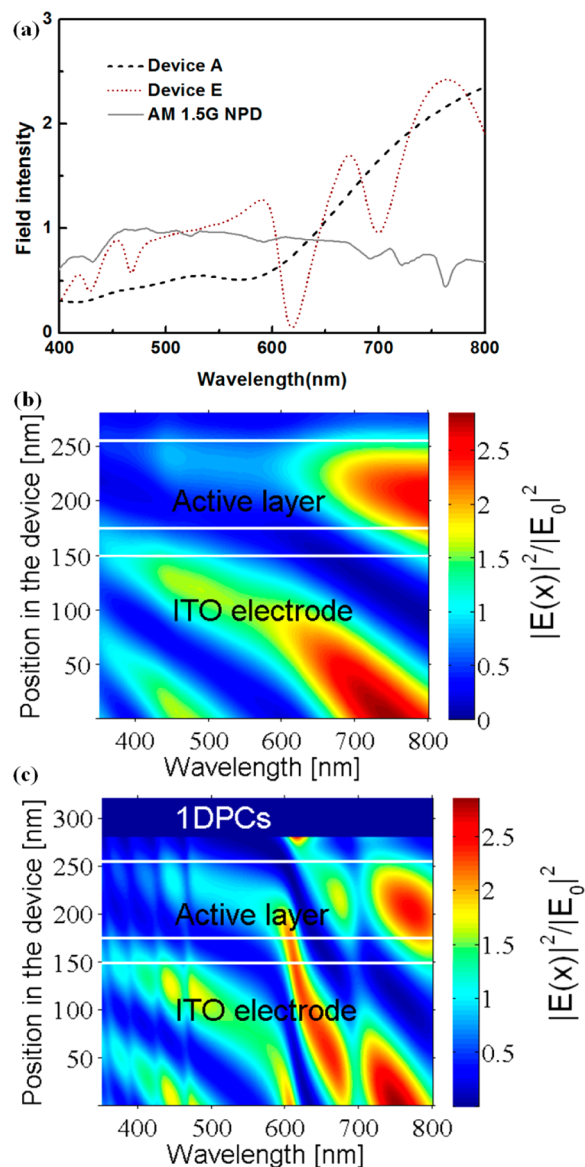 (a)
3
2
1
0
Field intensity
Device A
Device E
AM 1.5G NPD
400 500 600 700 800
Wavelength(nm)
(b)
250
200
150
100
50
Position in the device [nm]
Active layer
ITO electrode
400 500 600 700 800
Wavelength [nm]
2.5
2
1.5
1
0.5
0
|E(x)|²/|E₀|²
(c)
300
250
200
150
100
50
Position in the device [nm]
1DPCs
Active layer
ITO electrode
400 500 600 700 800
Wavelength [nm]
2.5
2
1.5
1
0.5
|E(x)|²/|E₀|²